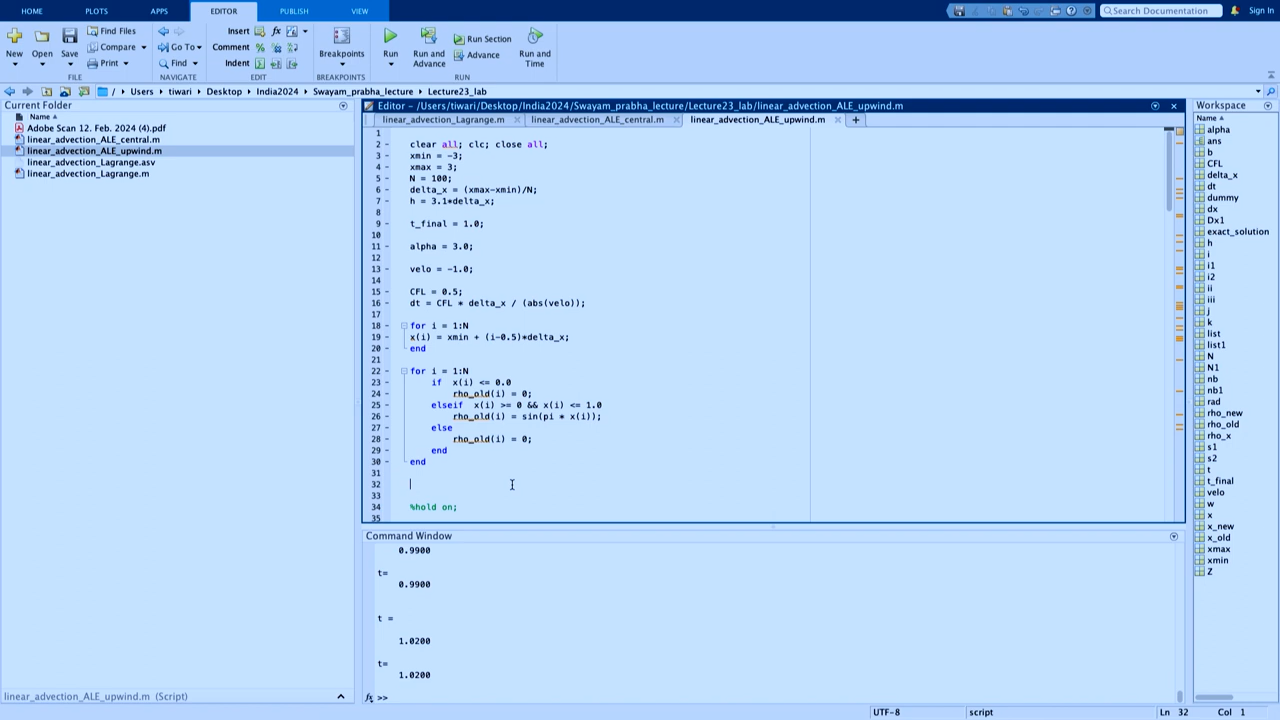 HOME PLOTS APPS EDITOR PUBLISH VIEW Search Documentation Sign In
New Open Save Find Files Compare Print Go To Find Insert fx Comment % Indent Breakpoints Run Run and Advance Run Section Advance Run and Time
FILE NAVIGATE EDIT BREAKPOINTS RUN
/ Users tiwari Desktop India2024 Swayam_prabha_lecture Lecture23_lab
Current Folder
Name
Adobe Scan 12. Feb. 2024 (4).pdf
linear_advection_ALE_central.m
linear_advection_ALE_upwind.m
linear_advection_Lagrange.asv
linear_advection_Lagrange.m
linear_advection_ALE_upwind.m (Script)
Editor - /Users/tiwari/Desktop/India2024/Swayam_prabha_lecture/Lecture23_lab/linear_advection_ALE_upwind.m
linear_advection_Lagrange.m linear_advection_ALE_central.m linear_advection_ALE_upwind.m
1
2 - clear all; clc; close all;
3 - xmin = -3;
4 - xmax = 3;
5 - N = 100;
6 - delta_x = (xmax-xmin)/N;
7 - h = 3.1*delta_x;
8
9 - t_final = 1.0;
10
11 - alpha = 3.0;
12
13 - velo = -1.0;
14
15 - CFL = 0.5;
16 - dt = CFL * delta_x / (abs(velo));
17
18 - for i = 1:N
19 - x(i) = xmin + (i-0.5)*delta_x;
20 - end
21
22 - for i = 1:N
23 - if x(i) <= 0.0
24 - rho_old(i) = 0;
25 - elseif x(i) >= 0 && x(i) <= 1.0
26 - rho_old(i) = sin(pi * x(i));
27 - else
28 - rho_old(i) = 0;
29 - end
30 - end
31
32
33
34 %hold on;
35
Command Window
0.9900
t=
0.9900
t =
1.0200
t=
1.0200
fx >>
Workspace
Name
alpha
ans
b
CFL
delta_x
dt
dummy
dx
Dx1
exact_solution
h
i
i1
i2
ii
iii
j
k
list
list1
N
N1
nb
nb1
rad
rho_new
rho_old
rho_x
s1
s2
t
t_final
velo
w
x
x_new
x_old
xmax
xmin
Z
UTF-8 script Ln 32 Col 1